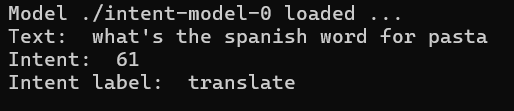 Model ./intent-model-0 loaded ...
Text:  what's the spanish word for pasta
Intent:  61
Intent label:  translate